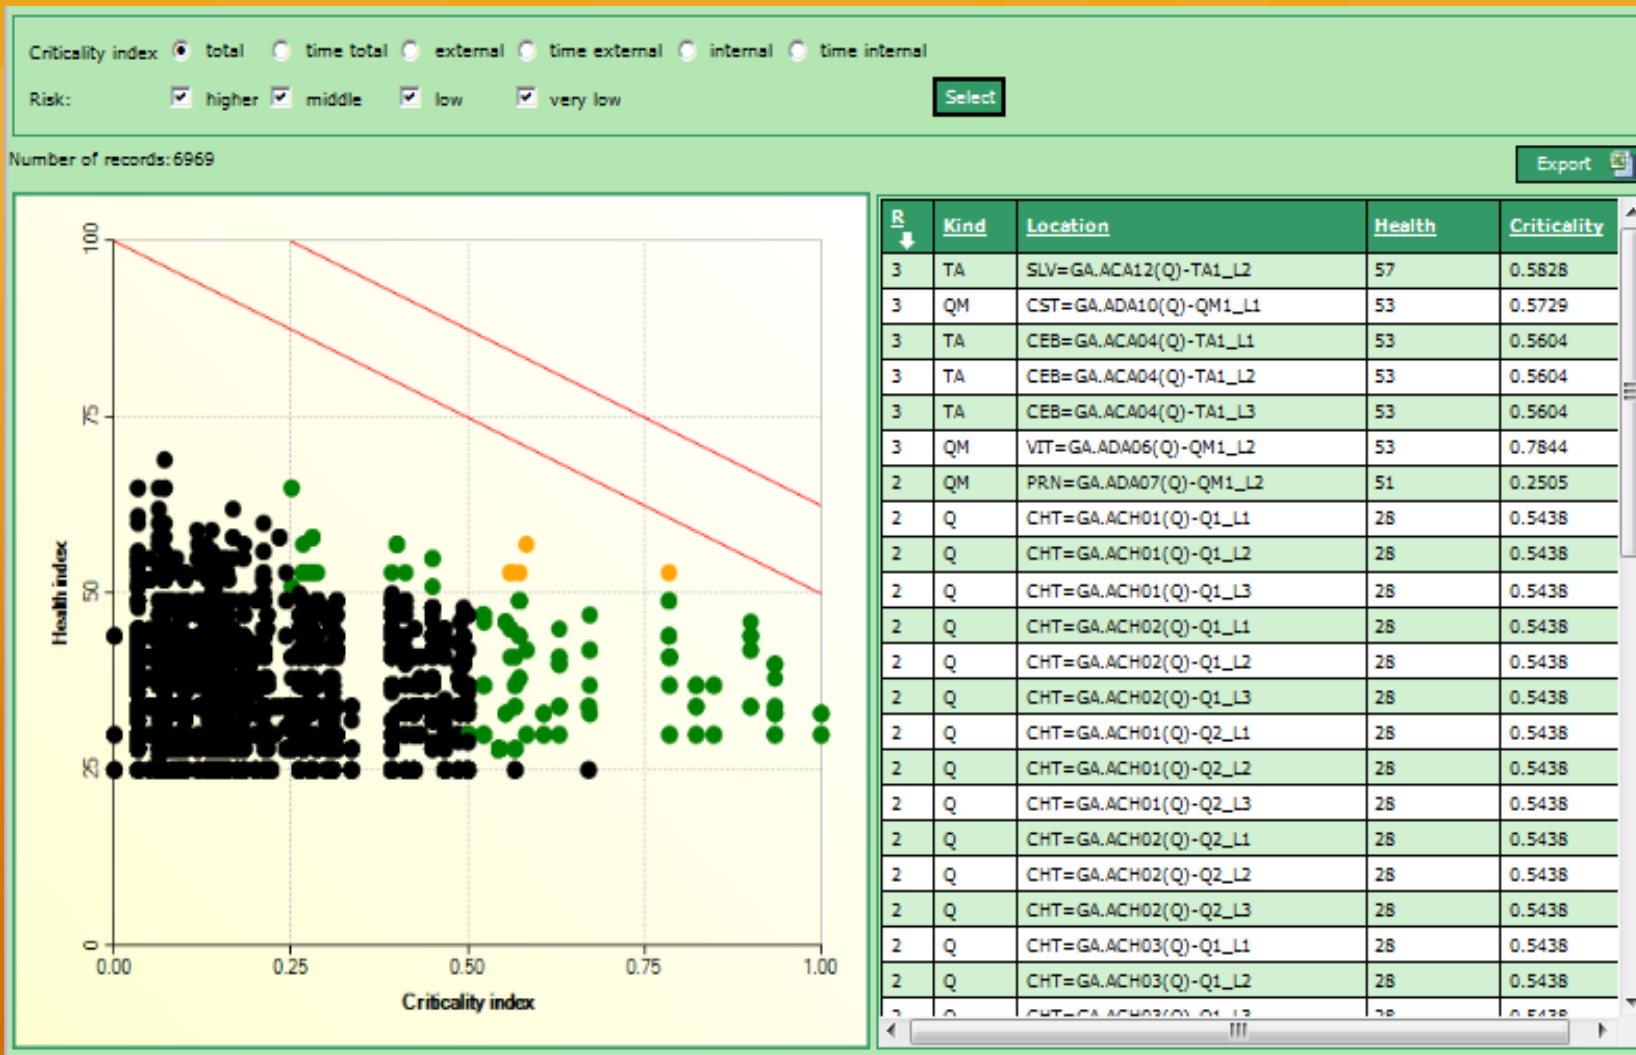 Criticality index total time total external time external internal time internal
Risk: higher middle low very low
Select
Number of records:6969
Export
100
75
50
25
0
Health index
0.00 0.25 0.50 0.75 1.00
Criticality index
R Kind Location Health Criticality
3 TA SLV=GA.ACA12(Q)-TA1_L2 57 0.5828
3 QM CST=GA.ADA10(Q)-QM1_L1 53 0.5729
3 TA CEB=GA.ACA04(Q)-TA1_L1 53 0.5604
3 TA CEB=GA.ACA04(Q)-TA1_L2 53 0.5604
3 TA CEB=GA.ACA04(Q)-TA1_L3 53 0.5604
3 QM VIT=GA.ADA06(Q)-QM1_L2 53 0.7844
2 QM PRN=GA.ADA07(Q)-QM1_L2 51 0.2505
2 Q CHT=GA.ACH01(Q)-Q1_L1 28 0.5438
2 Q CHT=GA.ACH01(Q)-Q1_L2 28 0.5438
2 Q CHT=GA.ACH01(Q)-Q1_L3 28 0.5438
2 Q CHT=GA.ACH02(Q)-Q1_L1 28 0.5438
2 Q CHT=GA.ACH02(Q)-Q1_L2 28 0.5438
2 Q CHT=GA.ACH02(Q)-Q1_L3 28 0.5438
2 Q CHT=GA.ACH01(Q)-Q2_L1 28 0.5438
2 Q CHT=GA.ACH01(Q)-Q2_L2 28 0.5438
2 Q CHT=GA.ACH01(Q)-Q2_L3 28 0.5438
2 Q CHT=GA.ACH02(Q)-Q2_L1 28 0.5438
2 Q CHT=GA.ACH02(Q)-Q2_L2 28 0.5438
2 Q CHT=GA.ACH02(Q)-Q2_L3 28 0.5438
2 Q CHT=GA.ACH03(Q)-Q1_L1 28 0.5438
2 Q CHT=GA.ACH03(Q)-Q1_L2 28 0.5438